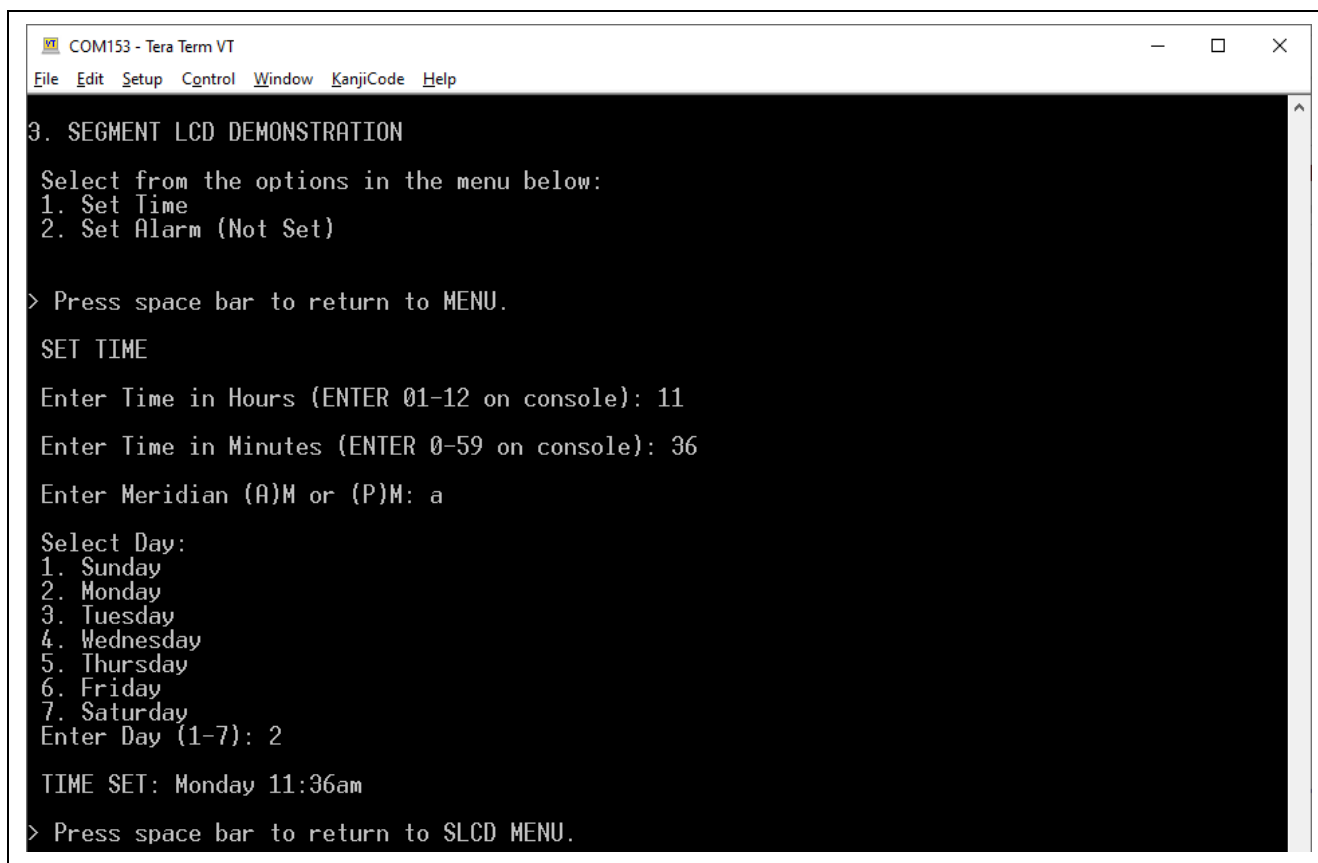 COM153 - Tera Term VT
File Edit Setup Control Window KanjiCode Help
3. SEGMENT LCD DEMONSTRATION
Select from the options in the menu below:
1. Set Time
2. Set Alarm (Not Set)
> Press space bar to return to MENU.
SET TIME
Enter Time in Hours (ENTER 01-12 on console): 11
Enter Time in Minutes (ENTER 0-59 on console): 36
Enter Meridian (A)M or (P)M: a
Select Day:
1. Sunday
2. Monday
3. Tuesday
4. Wednesday
5. Thursday
6. Friday
7. Saturday
Enter Day (1-7): 2
TIME SET: Monday 11:36am
> Press space bar to return to SLCD MENU.